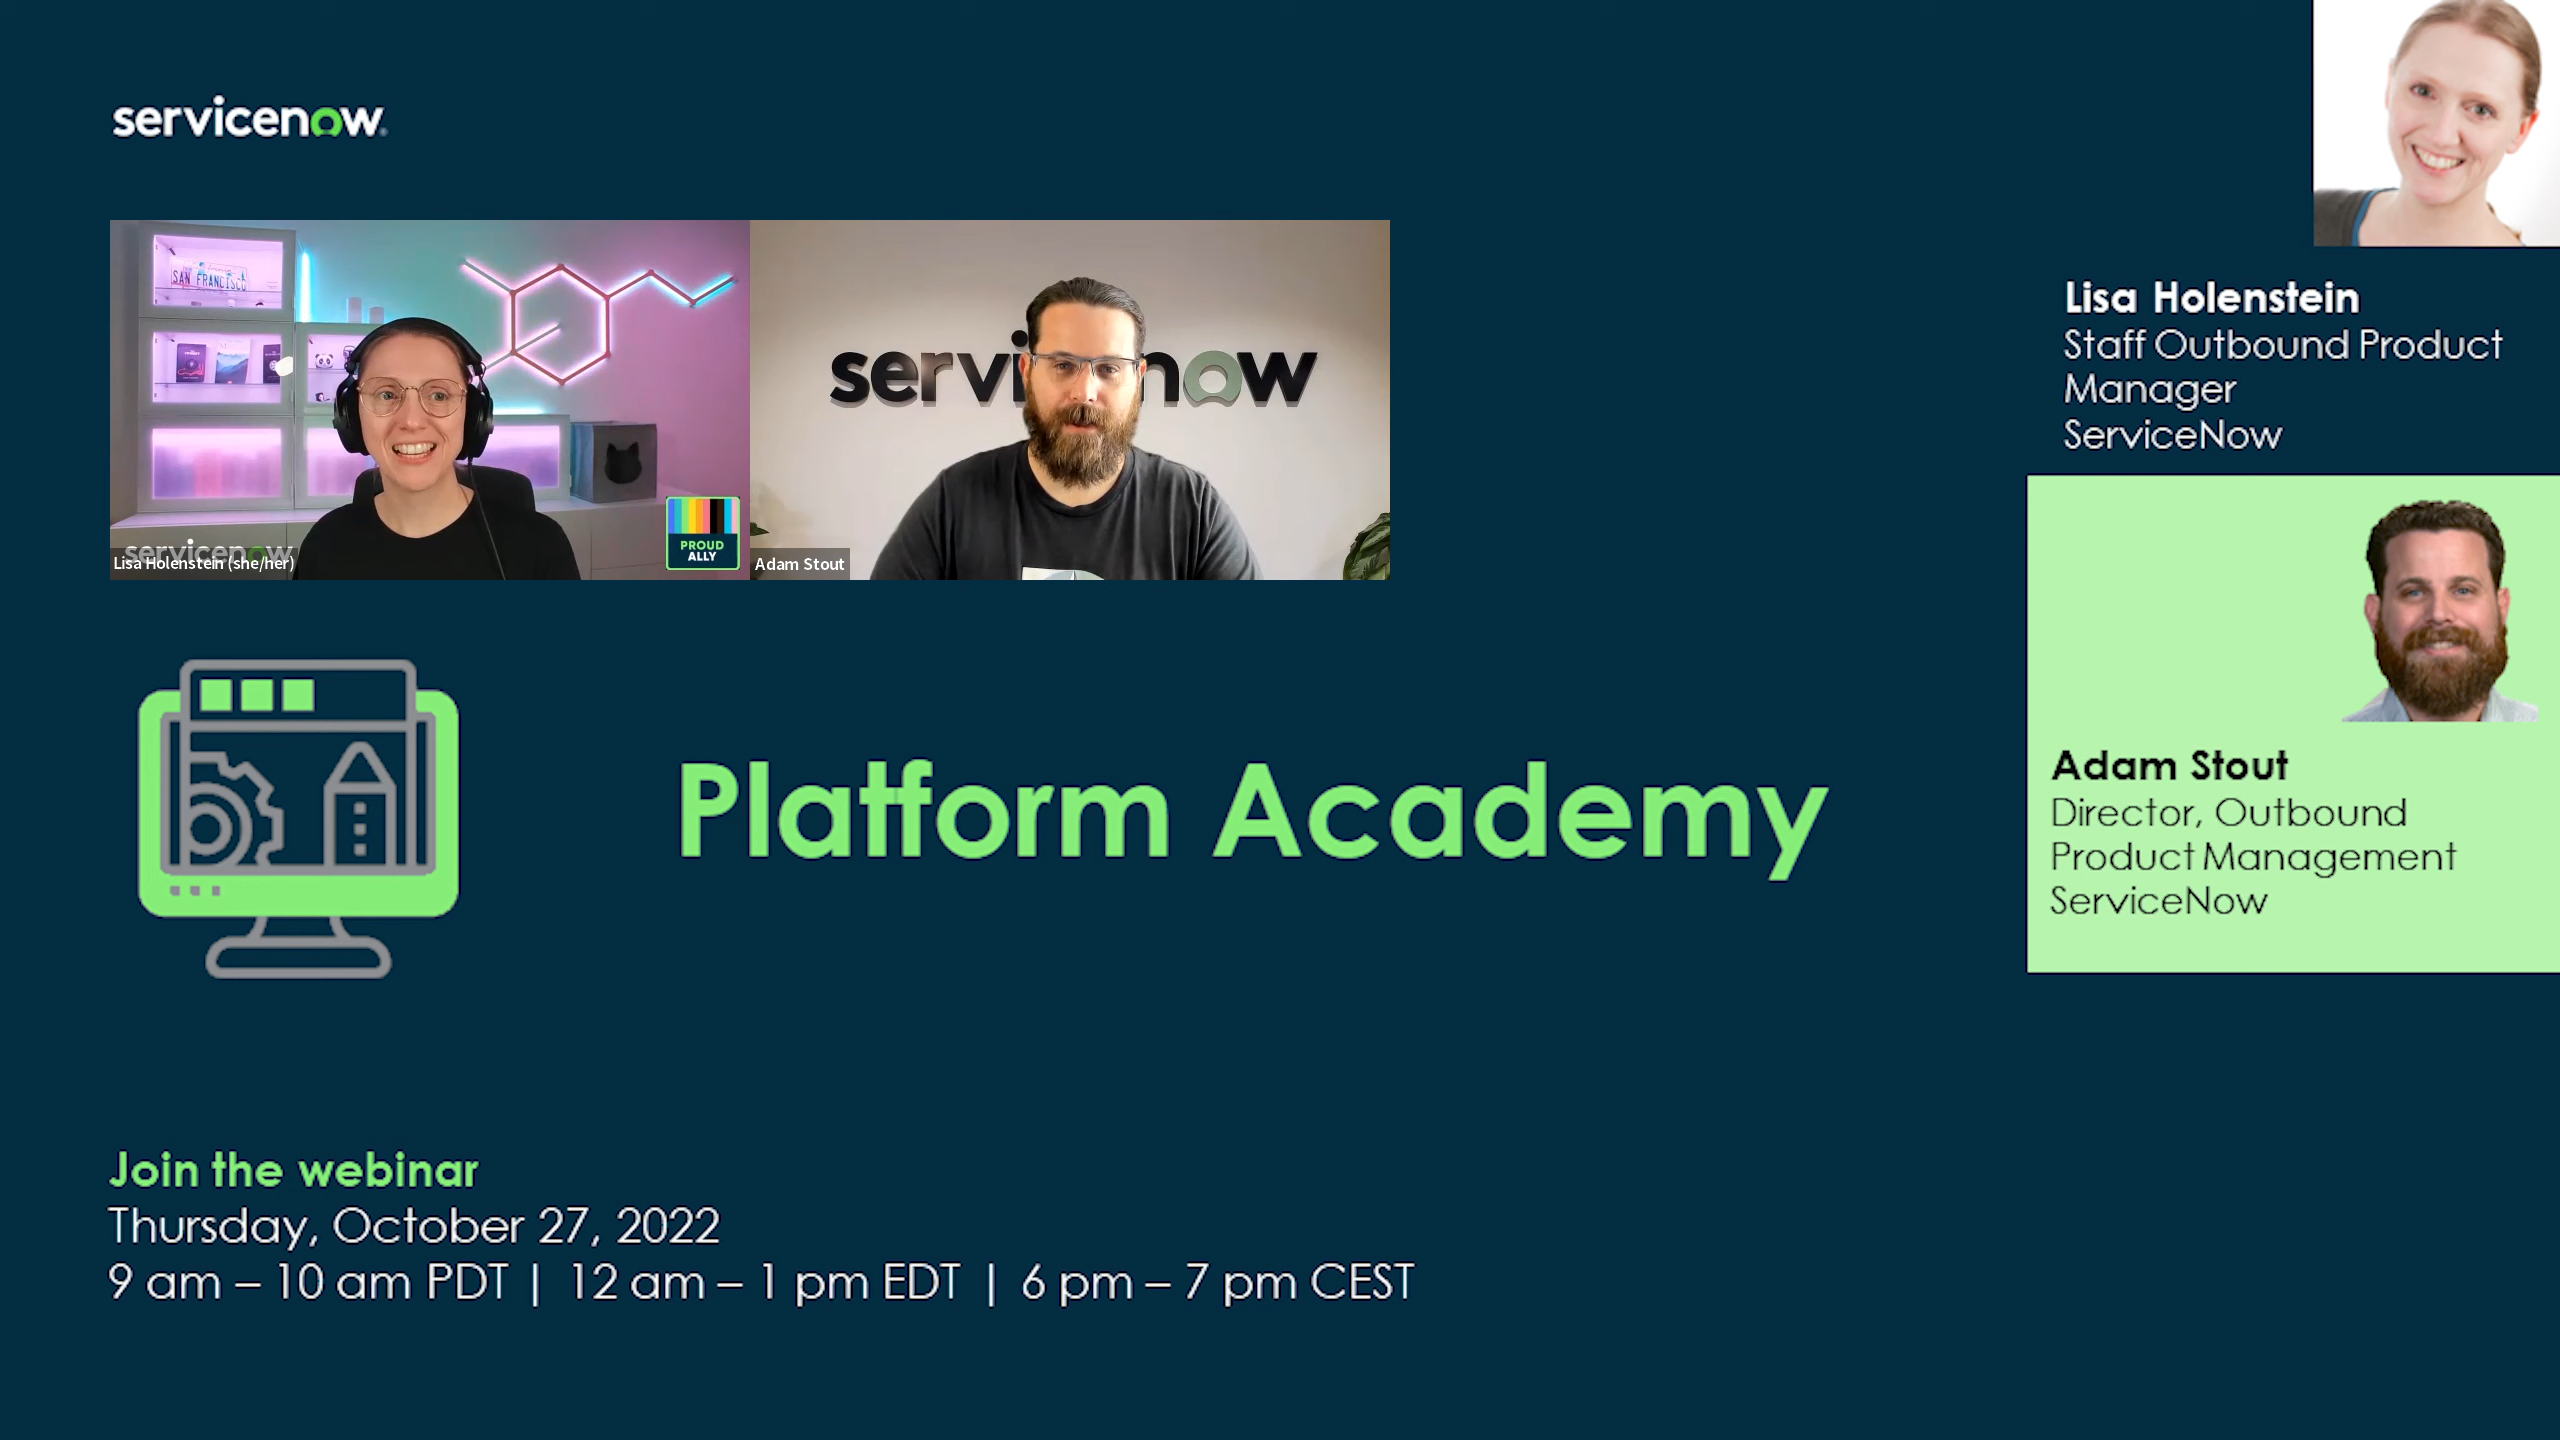 servicenow
SAN FRANCISCO
servicenow
Lisa Holenstein (she/her)
PROUD
ALLY
Adam Stout
Lisa Holenstein
Staff Outbound Product
Manager
ServiceNow
Adam Stout
Director, Outbound
Product Management
ServiceNow
Platform Academy
Join the webinar
Thursday, October 27, 2022
9 am – 10 am PDT | 12 am – 1 pm EDT | 6 pm – 7 pm CEST